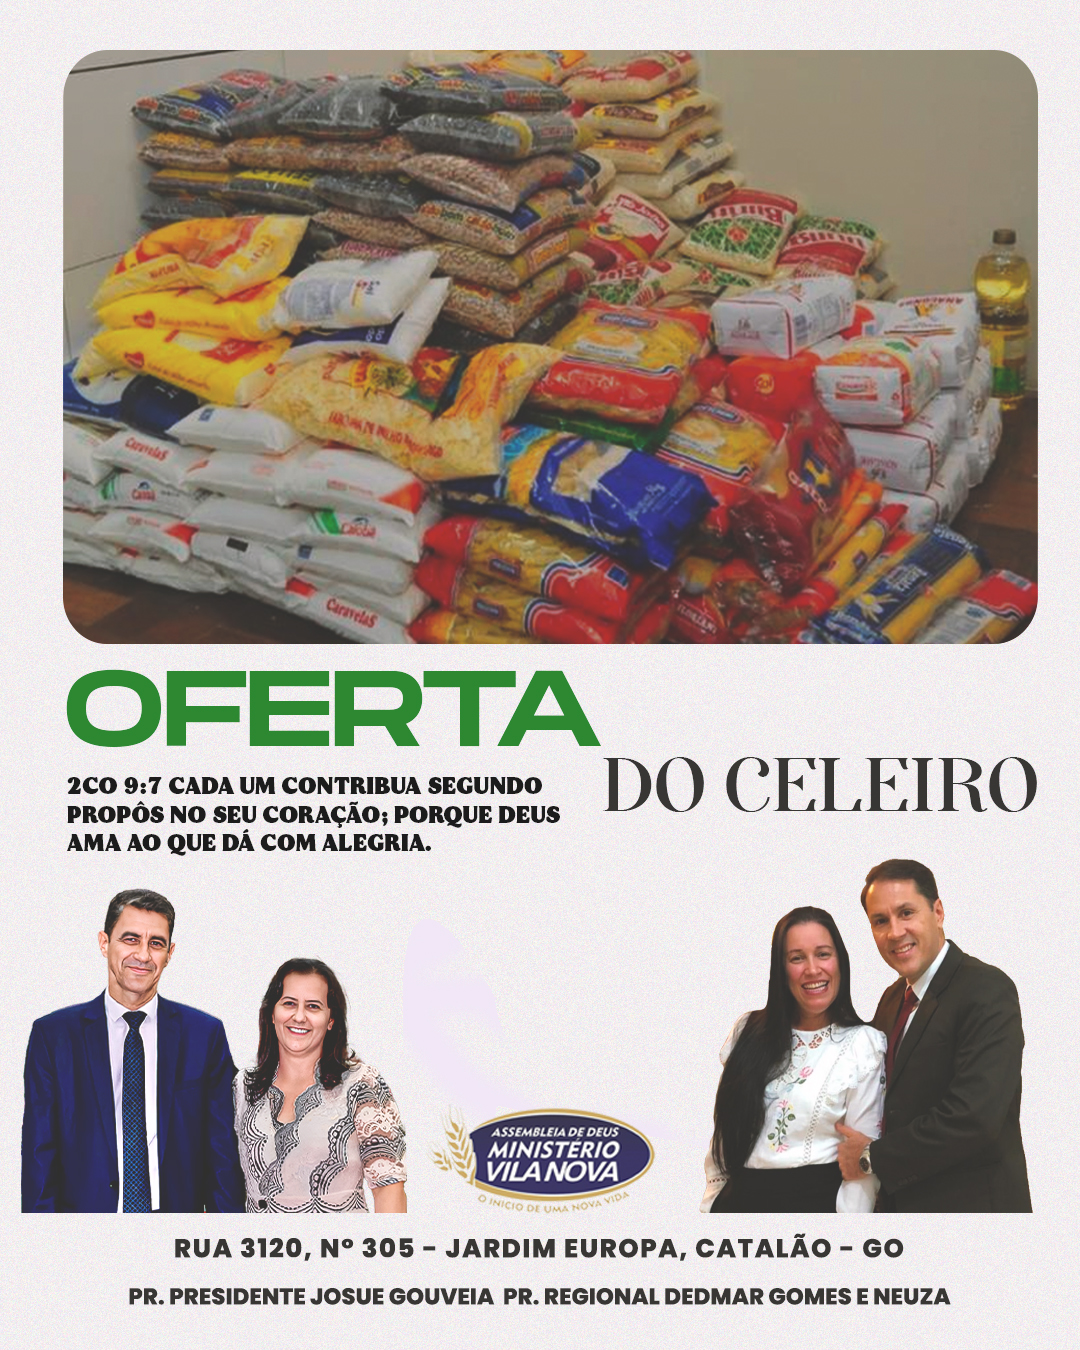 Caravelas
Caravelas
OFERTA
DO CELEIRO
2CO 9:7 CADA UM CONTRIBUA SEGUNDO
PROPÔS NO SEU CORAÇÃO; PORQUE DEUS
AMA AO QUE DÁ COM ALEGRIA.
ASSEMBLEIA DE DEUS
MINISTÉRIO
VILA NOVA
O INÍCIO DE UMA NOVA VIDA
RUA 3120, Nº 305 - JARDIM EUROPA, CATALÃO - GO
PR. PRESIDENTE JOSUE GOUVEIA PR. REGIONAL DEDMAR GOMES E NEUZA